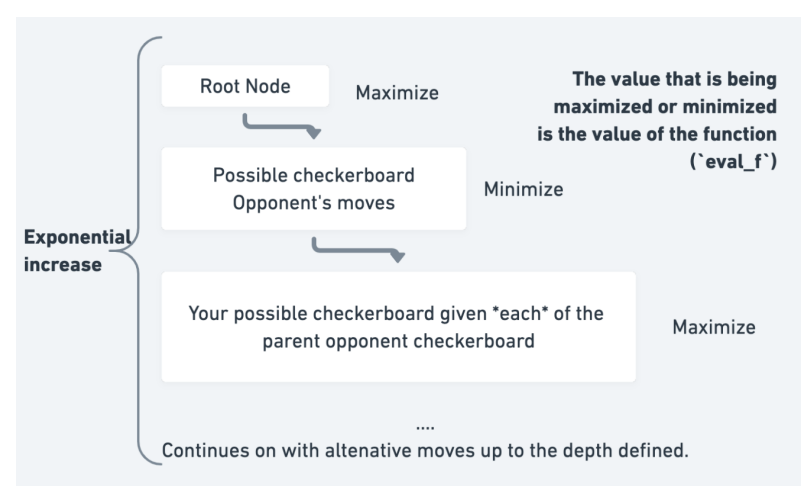 Root Node
Maximize
The value that is being
maximized or minimized
is the value of the function
(`eval_f`)
Possible checkerboard
Opponent's moves
Minimize
Exponential
increase
Your possible checkerboard given *each* of the
parent opponent checkerboard
Maximize
....
Continues on with altenative moves up to the depth defined.